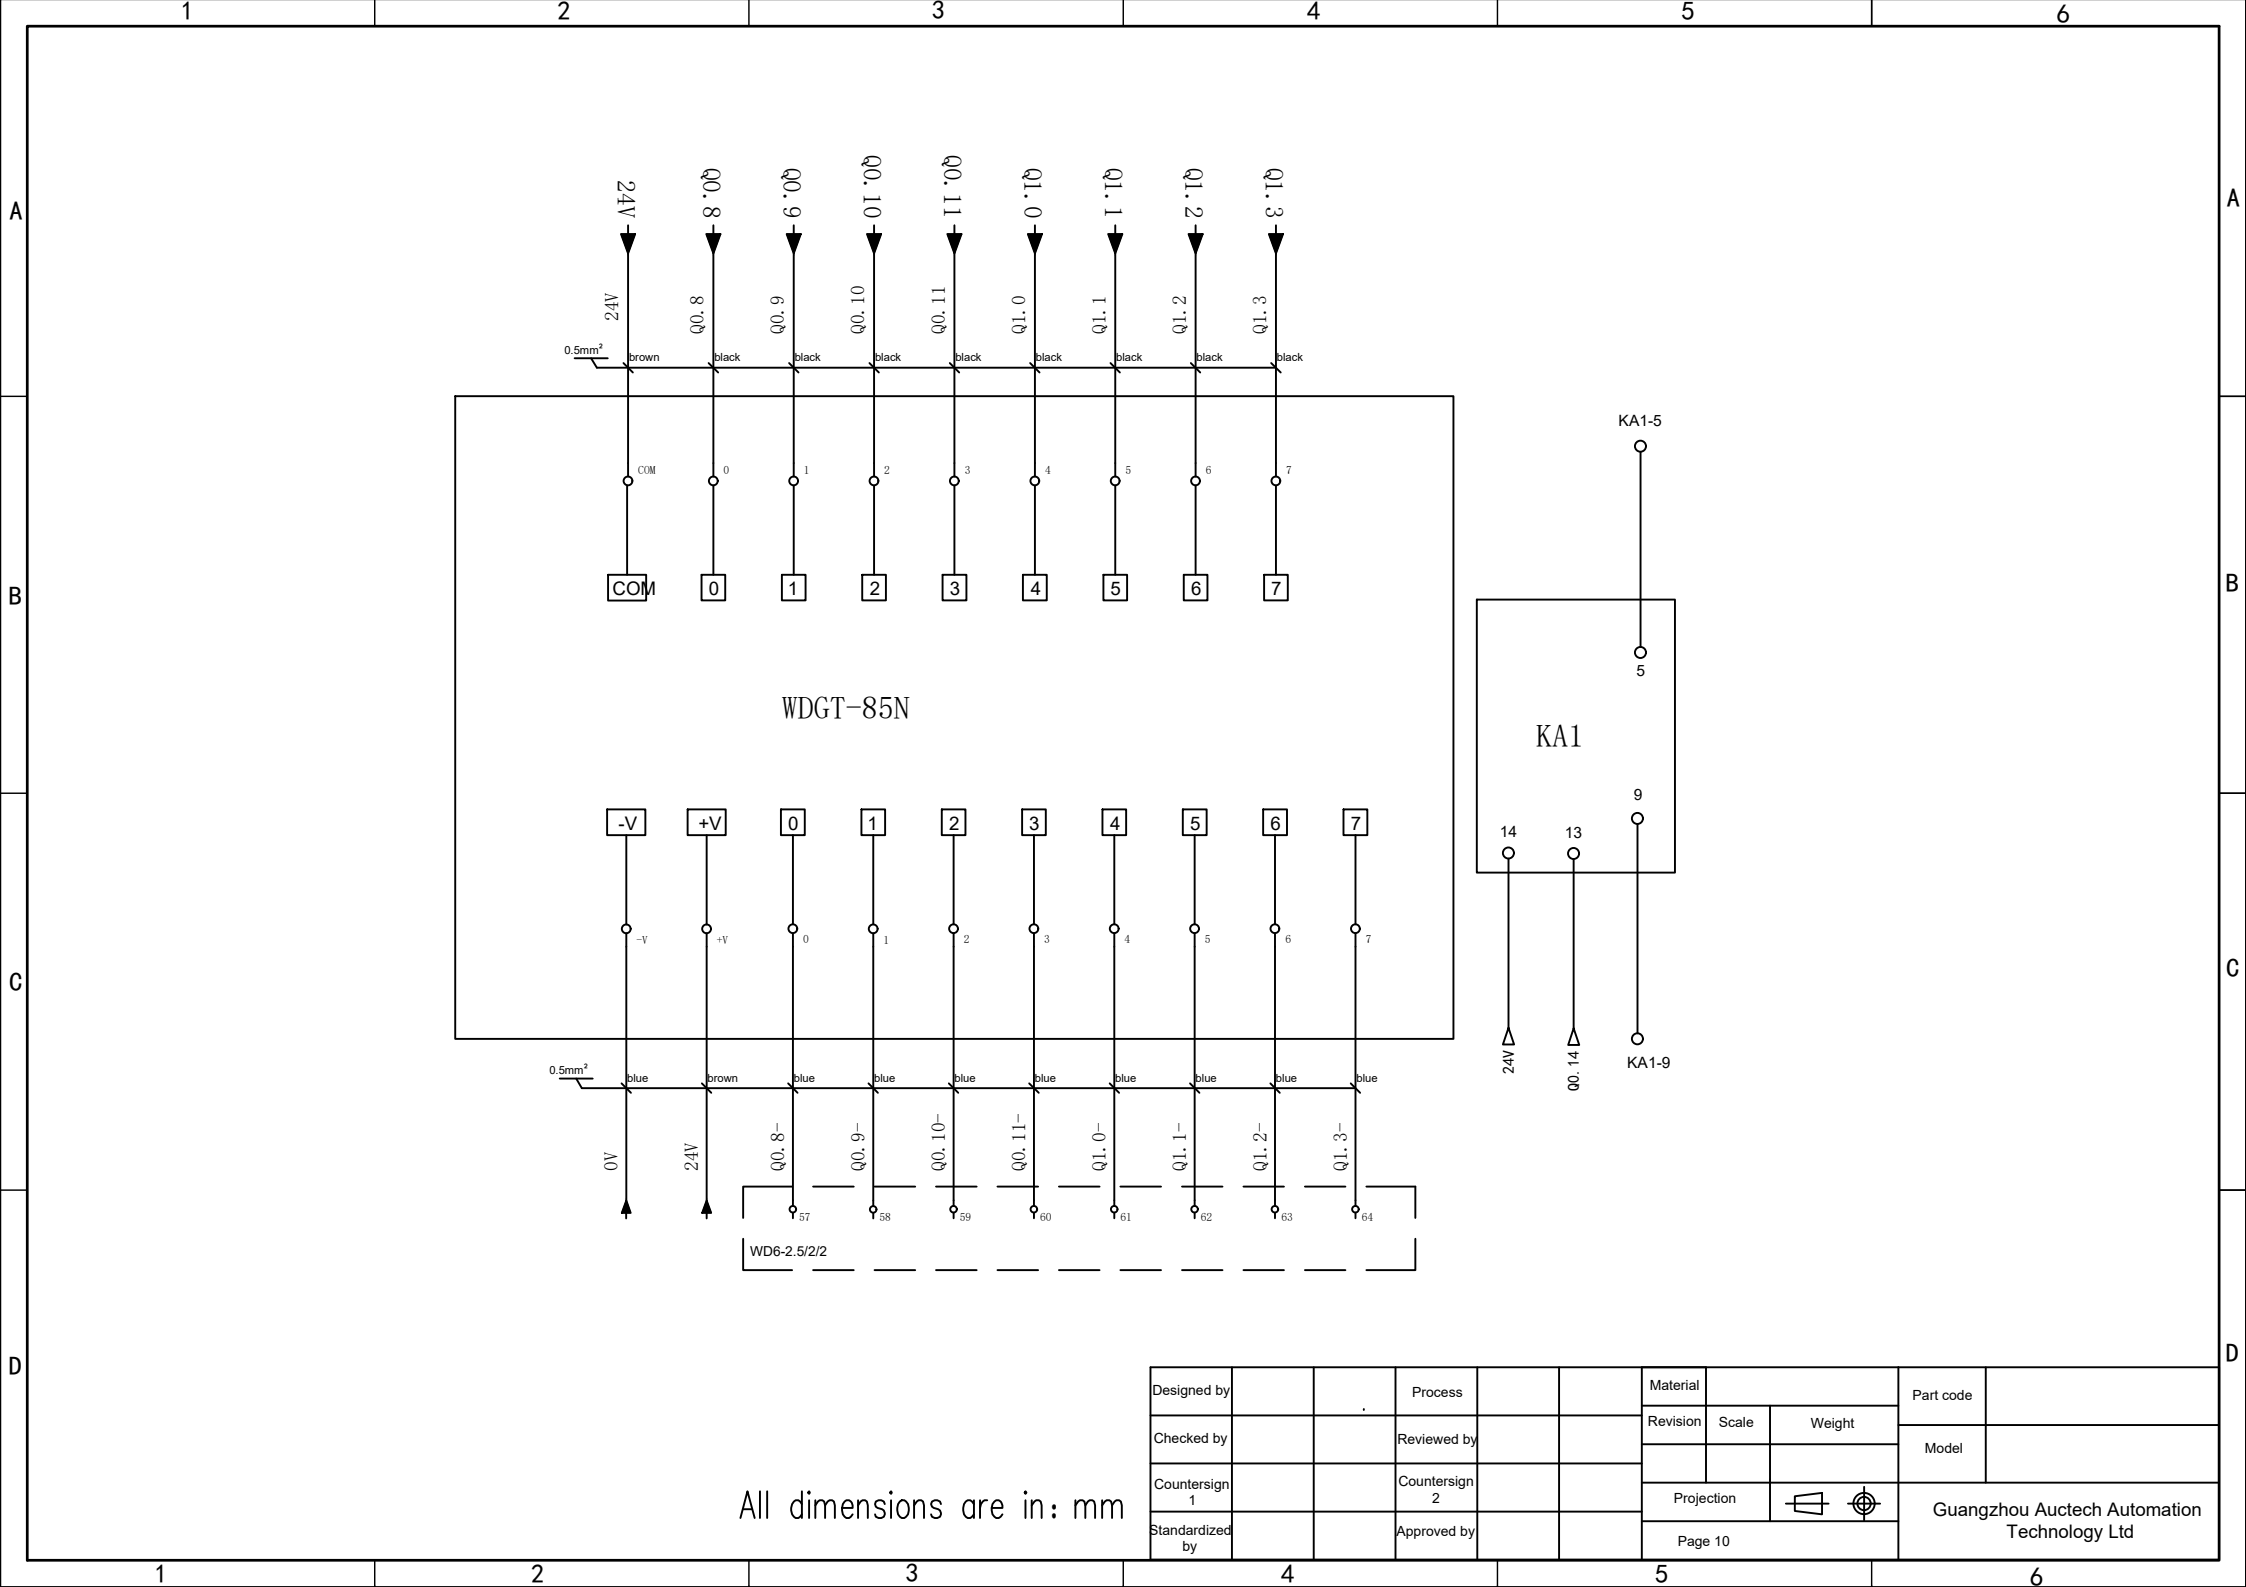 1 2 3 4 5 6
24V Q0.8 Q0.9 Q0.10 Q0.11 Q1.0 Q1.1 Q1.2 Q1.3
A A
24V Q0.8 Q0.9 Q0.10 Q0.11 Q1.0 Q1.1 Q1.2 Q1.3
0.5mm² brown black black black black black black black black
KA1-5
COM 0 1 2 3 4 5 6 7
COM 0 1 2 3 4 5 6 7
B B
5
WDGT-85N
KA1
9
-V +V 0 1 2 3 4 5 6 7
14 13
-V +V 0 1 2 3 4 5 6 7
C C
24V Q0.14 KA1-9
0.5mm² blue brown blue blue blue blue blue blue blue blue
0V 24V Q0.8- Q0.9- Q0.10- Q0.11- Q1.0- Q1.1- Q1.2- Q1.3-
57 58 59 60 61 62 63 64
WD6-2.5/2/2
D D
Designed by Process Material Part code
Revision Scale Weight
Checked by Reviewed by Model
Countersign Countersign
1 2
Projection
All dimensions are in: mm
Guangzhou Auctech Automation
Technology Ltd
Standardized Approved by
by
Page 10
1 2 3 4 5 6